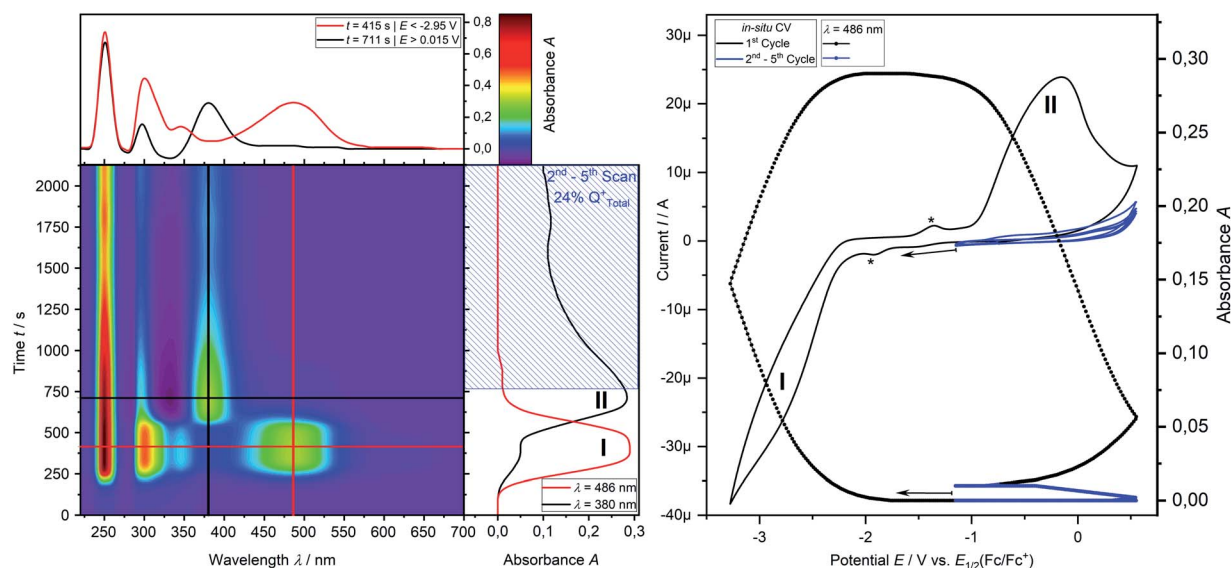 t = 415 s | E < -2.95 V
t = 711 s | E > 0.015 V
0,8
0,6
0,4
0,2
0,0
Absorbance A
2000
1750
1500
1250
1000
750
500
250
0
Time t / s
250 300 350 400 450 500 550 600 650 700
Wavelength λ / nm
2nd - 5th Scan
24% Q+Total
II
I
λ = 486 nm
λ = 380 nm
0,0 0,1 0,2 0,3
Absorbance A
in-situ CV
1st Cycle
2nd - 5th Cycle
λ = 486 nm
30µ
20µ
10µ
0
-10µ
-20µ
-30µ
-40µ
Current I / A
II
*
*
I
0,30
0,25
0,20
0,15
0,10
0,05
0,00
Absorbance A
-3 -2 -1 0
Potential E / V vs. E1/2(Fc/Fc+)